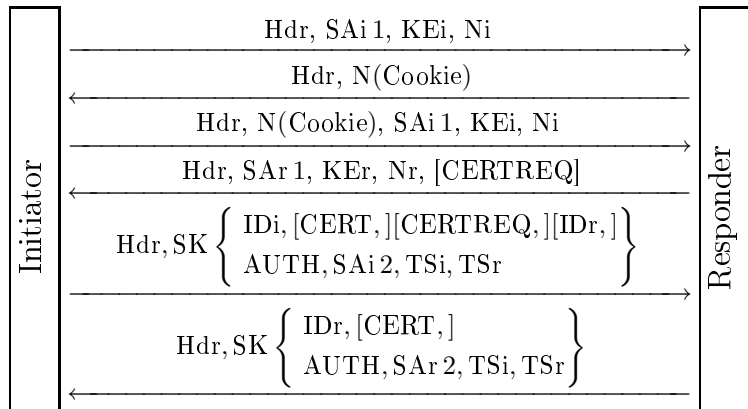 Initiator
Hdr, SAi 1, KEi, Ni
Hdr, N(Cookie)
Hdr, N(Cookie), SAi 1, KEi, Ni
Hdr, SAr 1, KEr, Nr, [CERTREQ]
Hdr, SK { IDi, [CERT, ][CERTREQ, ][IDr, ]
AUTH, SAi 2, TSi, TSr }
Hdr, SK { IDr, [CERT, ]
AUTH, SAr 2, TSi, TSr }
Responder